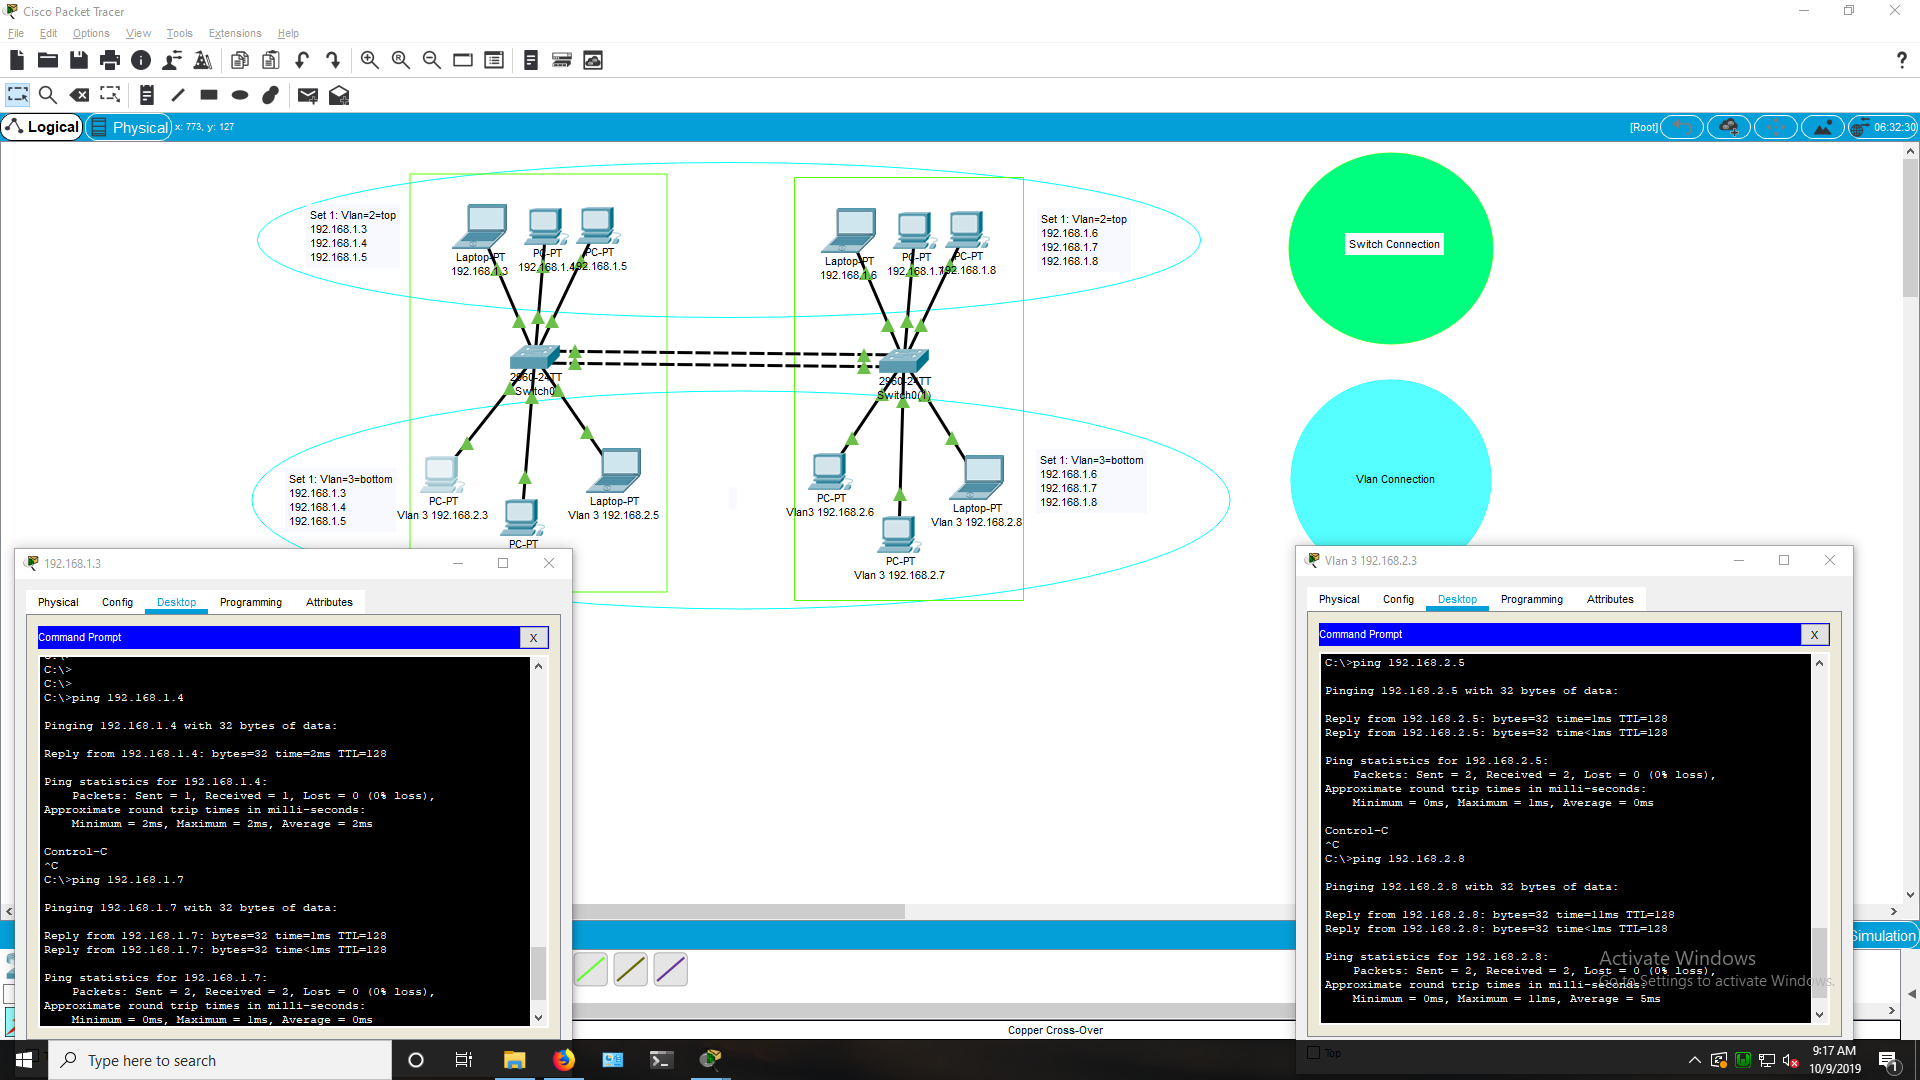 Cisco Packet Tracer
File Edit Options View Tools Extensions Help
Logical Physical x: 773, y: 127 [Root] 06:32:30
Set 1: Vlan=2=top
192.168.1.3
192.168.1.4
192.168.1.5
Laptop-PT
192.168.1.3
PC-PT
192.168.1.4
PC-PT
192.168.1.5
Laptop-PT
192.168.1.6
PC-PT
192.168.1.7
PC-PT
192.168.1.8
Set 1: Vlan=2=top
192.168.1.6
192.168.1.7
192.168.1.8
Switch Connection
2960-24TT
Switch0
2960-24TT
Switch0(1)
Set 1: Vlan=3=bottom
192.168.1.3
192.168.1.4
192.168.1.5
PC-PT
Vlan 3 192.168.2.3
PC-PT
Laptop-PT
Vlan 3 192.168.2.5
PC-PT
Vlan3 192.168.2.6
PC-PT
Vlan 3 192.168.2.7
Laptop-PT
Vlan 3 192.168.2.8
Set 1: Vlan=3=bottom
192.168.1.6
192.168.1.7
192.168.1.8
Vlan Connection
192.168.1.3
Physical Config Desktop Programming Attributes
Command Prompt X
C:\>
C:\>
C:\>
C:\>ping 192.168.1.4
Pinging 192.168.1.4 with 32 bytes of data:
Reply from 192.168.1.4: bytes=32 time=2ms TTL=128
Ping statistics for 192.168.1.4:
Packets: Sent = 1, Received = 1, Lost = 0 (0% loss),
Approximate round trip times in milli-seconds:
Minimum = 2ms, Maximum = 2ms, Average = 2ms
Control-C
^C
C:\>ping 192.168.1.7
Pinging 192.168.1.7 with 32 bytes of data:
Reply from 192.168.1.7: bytes=32 time=1ms TTL=128
Reply from 192.168.1.7: bytes=32 time<1ms TTL=128
Ping statistics for 192.168.1.7:
Packets: Sent = 2, Received = 2, Lost = 0 (0% loss),
Approximate round trip times in milli-seconds:
Minimum = 0ms, Maximum = 1ms, Average = 0ms
Vlan 3 192.168.2.3
Physical Config Desktop Programming Attributes
Command Prompt X
C:\>ping 192.168.2.5
Pinging 192.168.2.5 with 32 bytes of data:
Reply from 192.168.2.5: bytes=32 time=1ms TTL=128
Reply from 192.168.2.5: bytes=32 time<1ms TTL=128
Ping statistics for 192.168.2.5:
Packets: Sent = 2, Received = 2, Lost = 0 (0% loss),
Approximate round trip times in milli-seconds:
Minimum = 0ms, Maximum = 1ms, Average = 0ms
Control-C
^C
C:\>ping 192.168.2.8
Pinging 192.168.2.8 with 32 bytes of data:
Reply from 192.168.2.8: bytes=32 time=11ms TTL=128
Reply from 192.168.2.8: bytes=32 time<1ms TTL=128
Ping statistics for 192.168.2.8:
Packets: Sent = 2, Received = 2, Lost = 0 (0% loss),
Approximate round trip times in milli-seconds:
Minimum = 0ms, Maximum = 11ms, Average = 5ms
Activate Windows
Go to Settings to activate Windows.
Simulation
Copper Cross-Over
Top
Type here to search
9:17 AM
10/9/2019
1